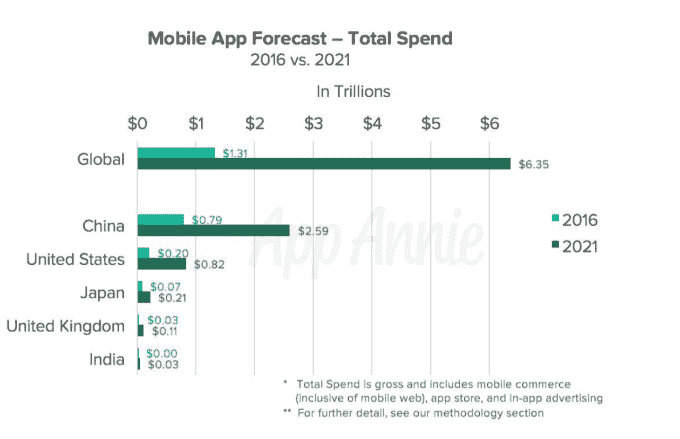 Mobile App Forecast – Total Spend
2016 vs. 2021
In Trillions
$0 $1 $2 $3 $4 $5 $6
Global $1.31
$6.35
China $0.79
$2.59
United States $0.20
$0.82
Japan $0.07
$0.21
United Kingdom $0.03
$0.11
India $0.00
$0.03
2016
2021
App Annie
* Total Spend is gross and includes mobile commerce
(inclusive of mobile web), app store, and in-app advertising
** For further detail, see our methodology section